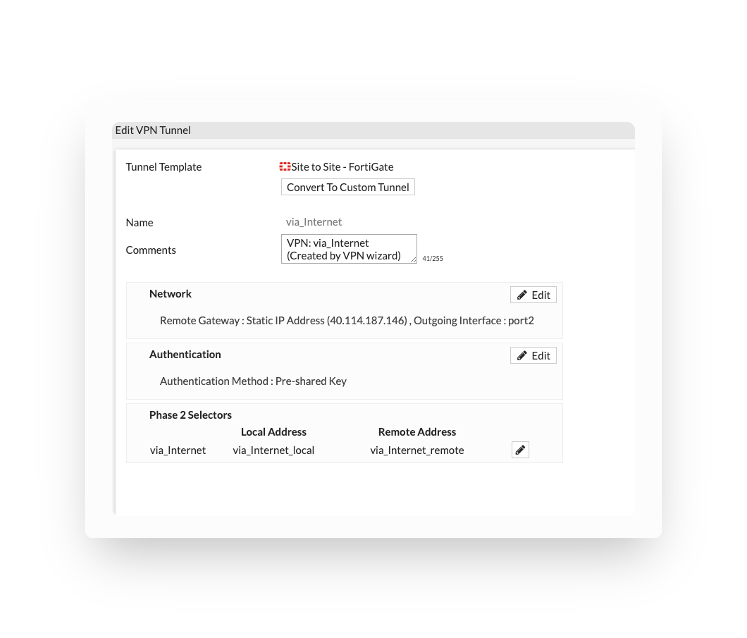 Edit VPN Tunnel
Tunnel Template
Site to Site - FortiGate
Convert To Custom Tunnel
Name
via_Internet
Comments
VPN: via_Internet
(Created by VPN wizard)
41/255
Network
Edit
Remote Gateway : Static IP Address (40.114.187.146) , Outgoing Interface : port2
Authentication
Edit
Authentication Method : Pre-shared Key
Phase 2 Selectors
Local Address Remote Address
via_Internet via_Internet_local via_Internet_remote